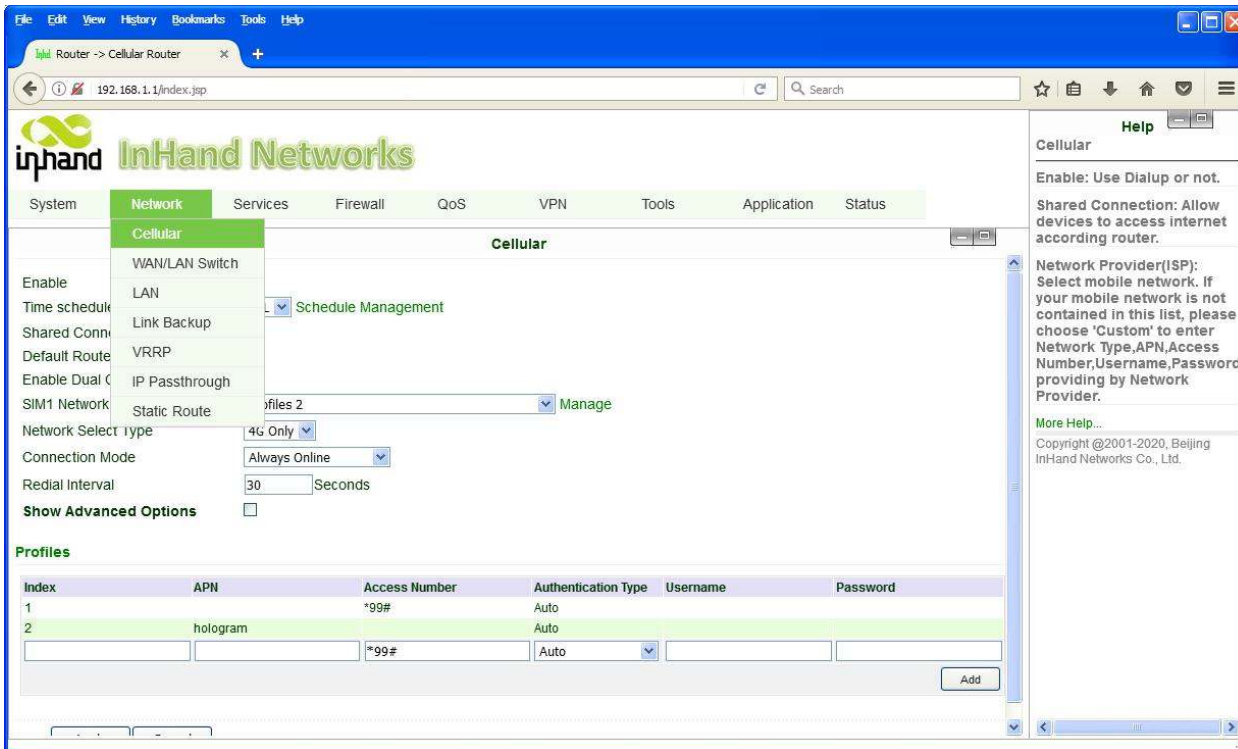 File Edit View History Bookmarks Tools Help
Router -> Cellular Router
192.168.1.1/index.jsp
Search
inhand InHand Networks
System Network Services Firewall QoS VPN Tools Application Status
Cellular
Cellular
WAN/LAN Switch
LAN
Link Backup
VRRP
IP Passthrough
Static Route
Enable
Time schedule
Schedule Management
Shared
Default Route
Enable Dual
SIM1 Network
2
Manage
Network Select Type
4G Only
Connection Mode
Always Online
Redial Interval
30 Seconds
Show Advanced Options
Profiles
Index APN Access Number Authentication Type Username Password
1 *99# Auto
2 hologram Auto
*99# Auto
Add
Help
Cellular
Enable: Use Dialup or not.
Shared Connection: Allow
devices to access internet
according router.
Network Provider(ISP):
Select mobile network. If
your mobile network is not
contained in this list, please
choose 'Custom' to enter
Network Type,APN,Access
Number,Username,Password
providing by Network
Provider.
More Help...
Copyright @2001-2020, Beijing
InHand Networks Co., Ltd.